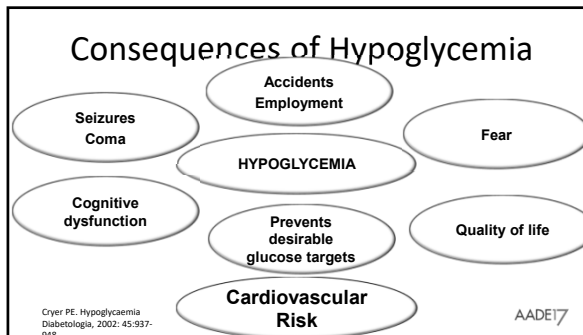 Consequences of Hypoglycemia
Accidents
Employment
Seizures
Coma
Fear
HYPOGLYCEMIA
Cognitive
dysfunction
Prevents
desirable
glucose targets
Quality of life
Cardiovascular
Risk
Cryer PE. Hypoglycaemia
Diabetologia, 2002: 45:937-
948
AADE17